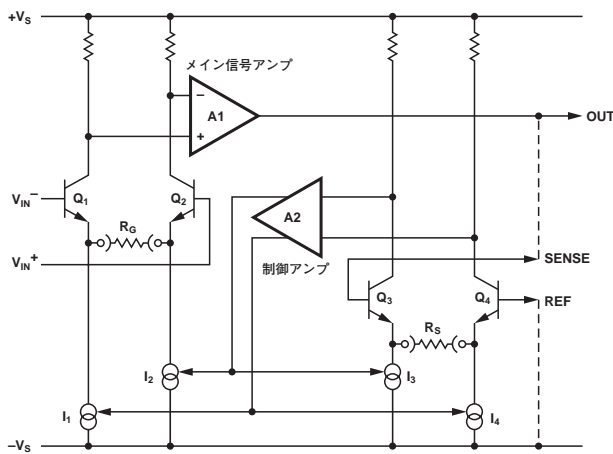 +VS
メイン信号アンプ
−
A1
+
OUT
VIN−
Q1
Q2
RG
A2
VIN+
制御アンプ
SENSE
Q3
Q4
REF
RS
I2
I3
I1
I4
−VS